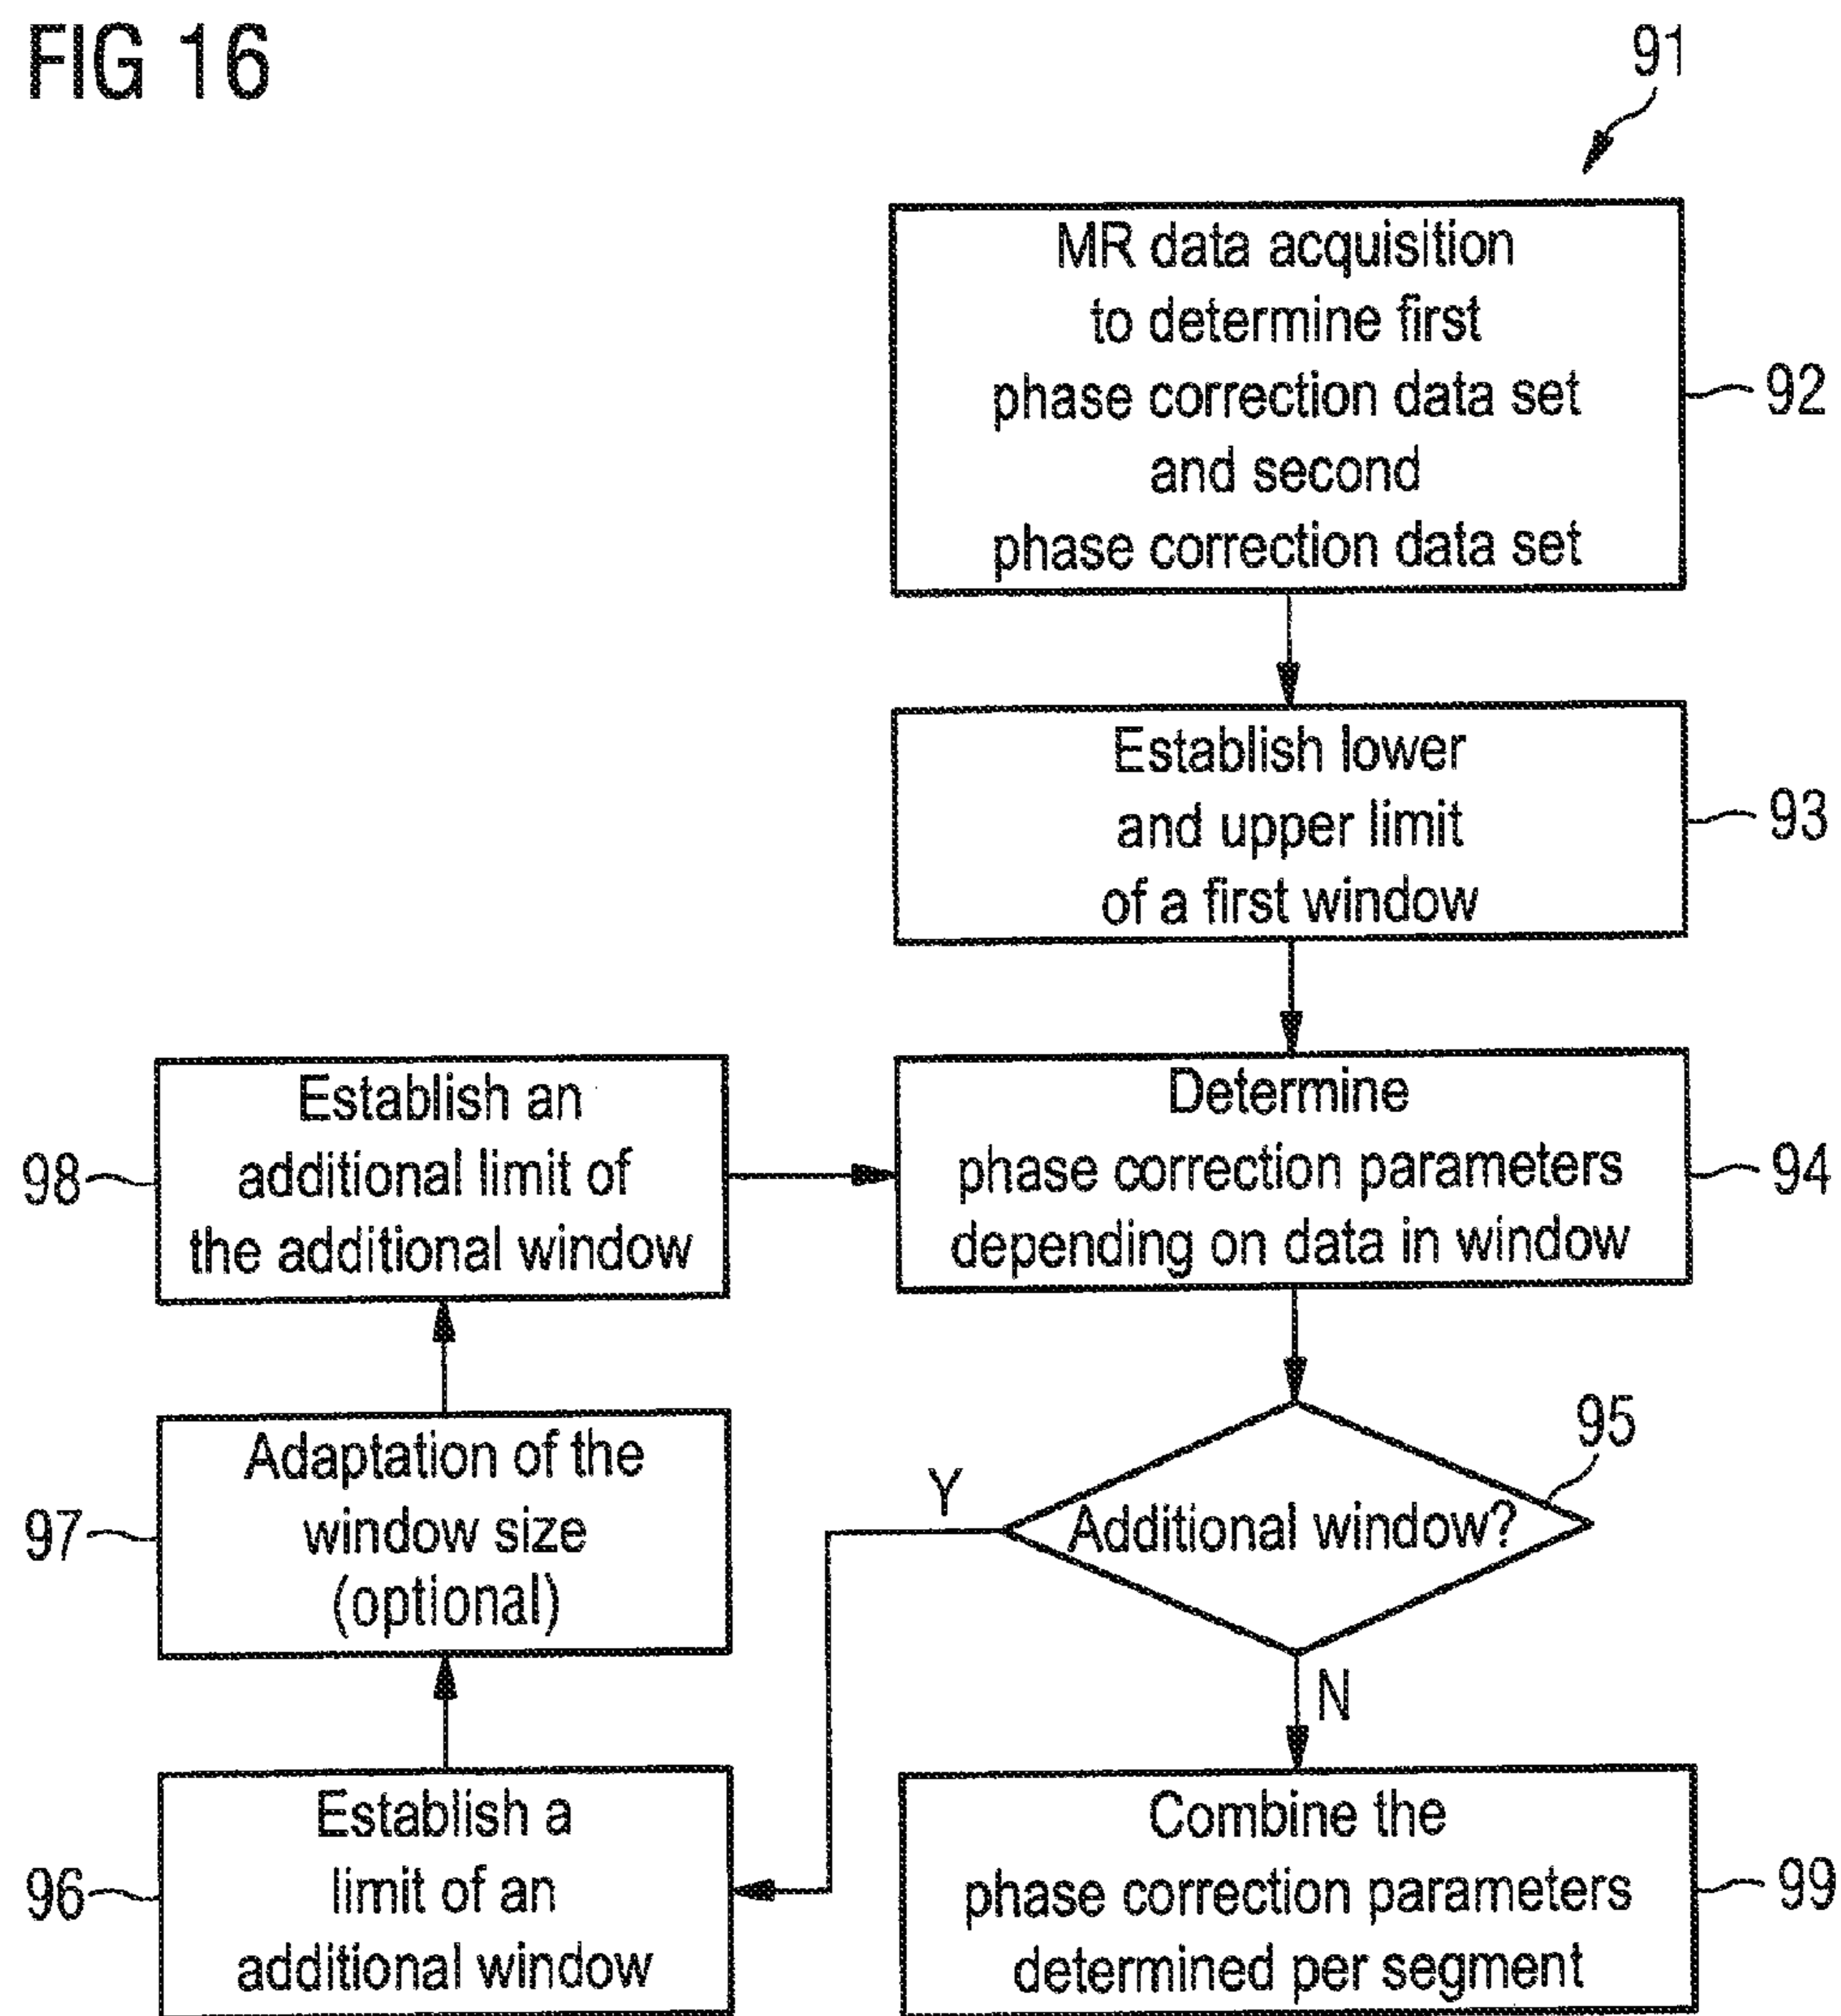 FIG 16
91
MR data acquisition
to determine first
phase correction data set
and second
phase correction data set
92
Establish lower
and upper limit
of a first window
93
Determine
phase correction parameters
depending on data in window
94
Additional window?
95
Y
N
Establish a
limit of an
additional window
96
Adaptation of the
window size
(optional)
97
Establish an
additional limit of
the additional window
98
Combine the
phase correction parameters
determined per segment
99